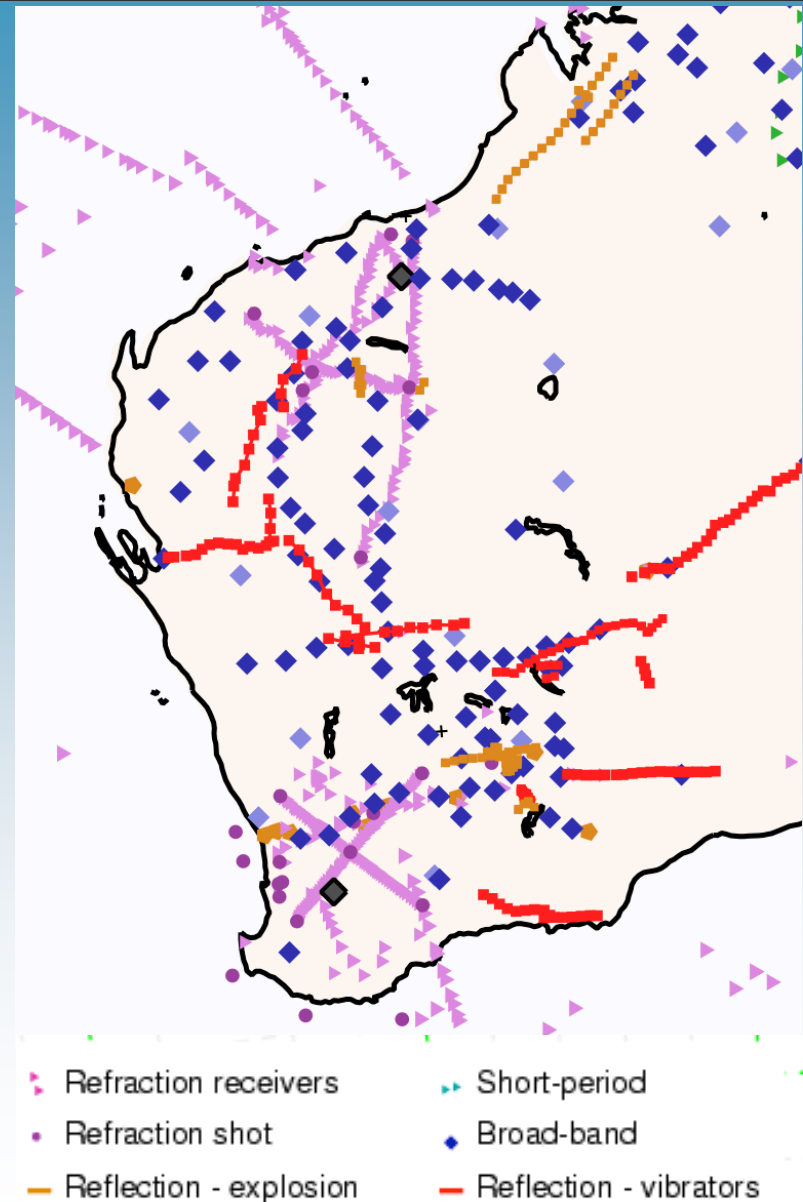 Refraction receivers
Short-period
Refraction shot
Broad-band
Reflection - explosion
Reflection - vibrators